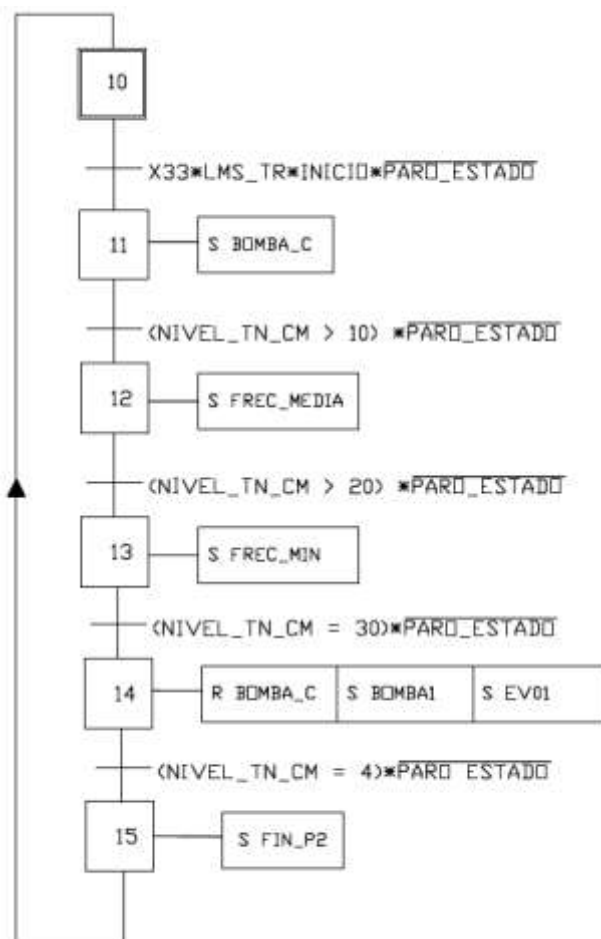 10
X33*LMS_TR*INICIO*PARO_ESTADO
11
S BOMBA_C
(NIVEL_TN_CM > 10) *PARO_ESTADO
12
S FREC_MEDIA
(NIVEL_TN_CM > 20) *PARO_ESTADO
13
S FREC_MIN
(NIVEL_TN_CM = 30)*PARO_ESTADO
14
R BOMBA_C
S BOMBA1
S EV01
(NIVEL_TN_CM = 4)*PARO ESTADO
15
S FIN_P2